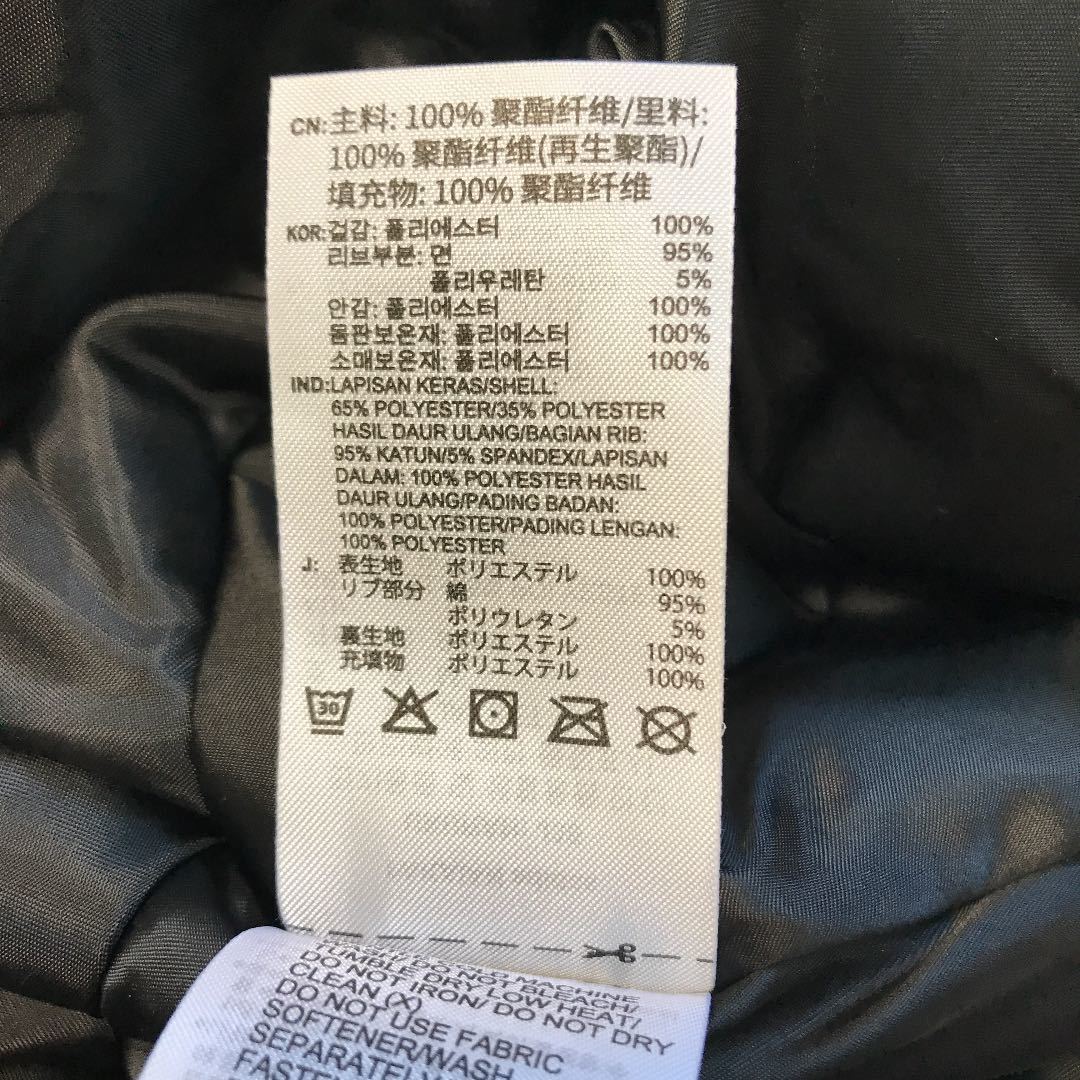 CN: 主料: 100% 聚酯纤维/里料:
100% 聚酯纤维(再生聚酯)/
填充物: 100% 聚酯纤维
KOR: 겉감: 폴리에스터 100%
리브부분: 면 95%
폴리우레탄 5%
안감: 폴리에스터 100%
몸판보온재: 폴리에스터 100%
소매보온재: 폴리에스터 100%
IND: LAPISAN KERAS/SHELL:
65% POLYESTER/35% POLYESTER
HASIL DAUR ULANG/BAGIAN RIB:
95% KATUN/5% SPANDEX/LAPISAN
DALAM: 100% POLYESTER HASIL
DAUR ULANG/PADING BADAN:
100% POLYESTER/PADING LENGAN:
100% POLYESTER
J: 表生地 ポリエステル 100%
リブ部分 綿 95%
ポリウレタン 5%
裏生地 ポリエステル 100%
充填物 ポリエステル 100%
30
DO NOT MACHINE
DO NOT BLEACH/
TUMBLE DRY LOW HEAT/
DO NOT IRON/ DO NOT DRY
CLEAN (X)
DO NOT USE FABRIC
SOFTENER/WASH
SEPARATELY